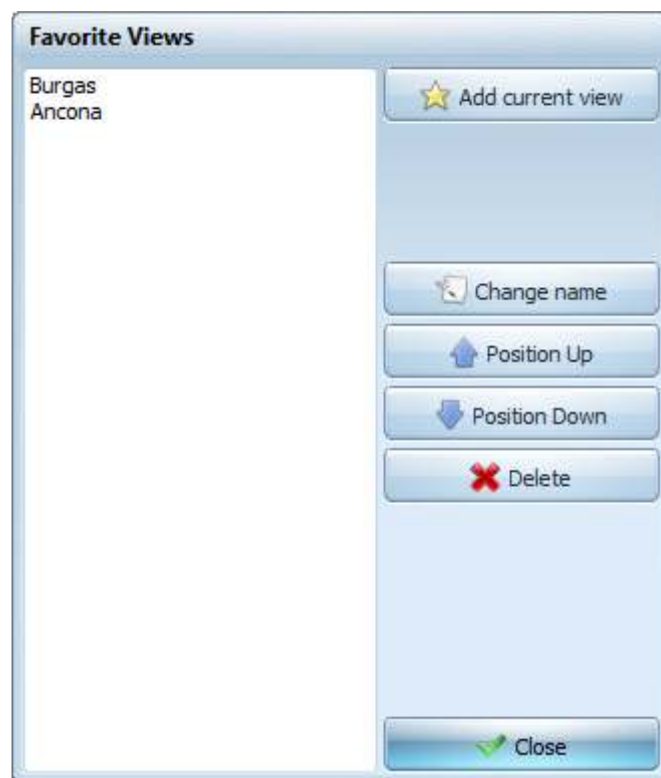 Favorite Views
Burgas
Ancona
Add current view
Change name
Position Up
Position Down
Delete
Close